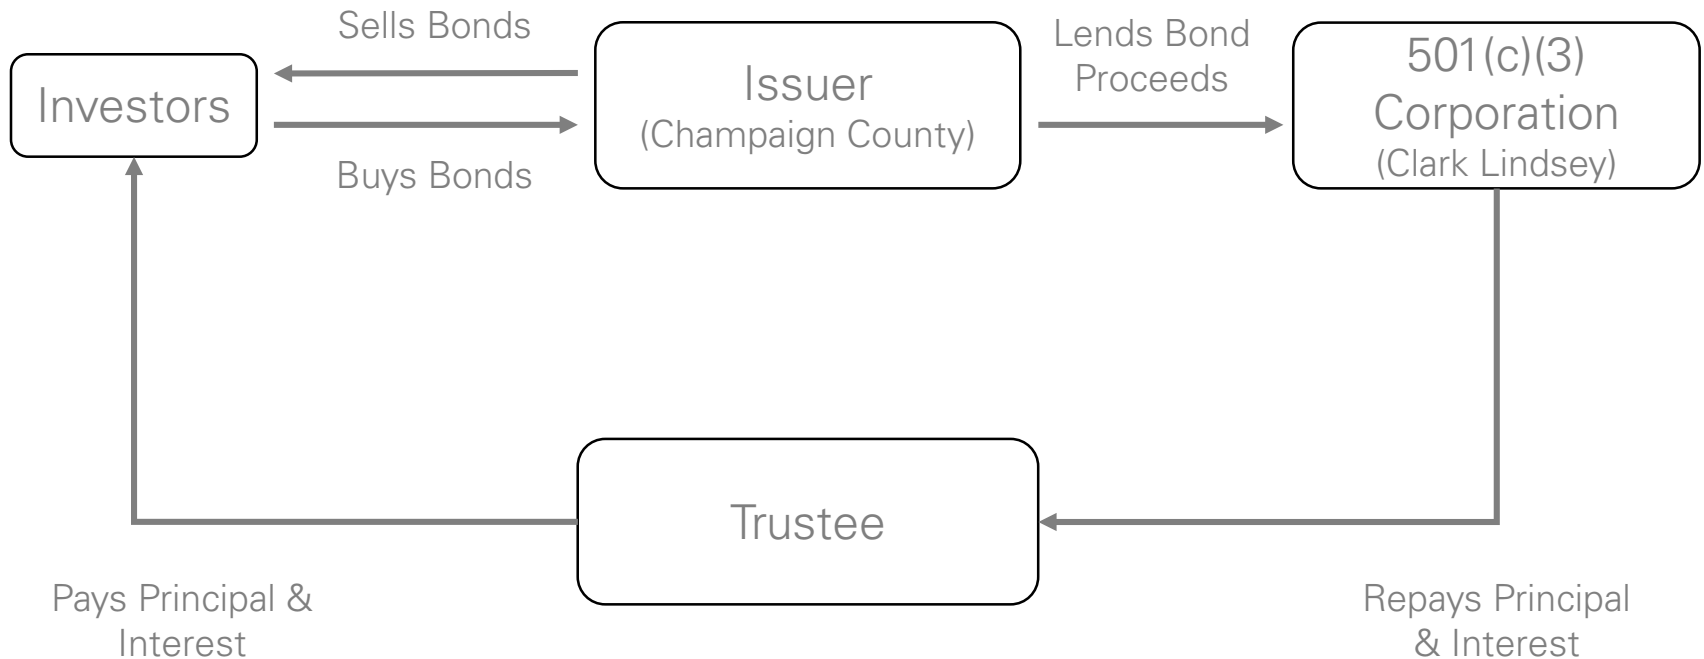 Sells Bonds
Investors
Buys Bonds
Issuer
(Champaign County)
Lends Bond
Proceeds
501(c)(3)
Corporation
(Clark Lindsey)
Trustee
Pays Principal &
Interest
Repays Principal
& Interest